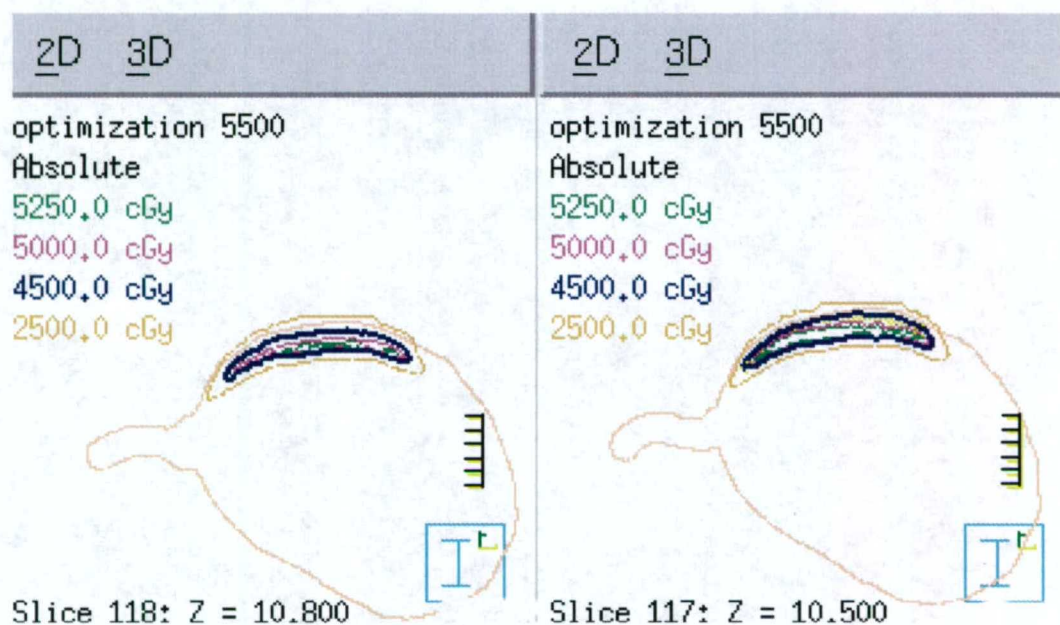 2D 3D
optimization 5500
Absolute
5250.0 cGy
5000.0 cGy
4500.0 cGy
2500.0 cGy
Slice 118: Z = 10.800
2D 3D
optimization 5500
Absolute
5250.0 cGy
5000.0 cGy
4500.0 cGy
2500.0 cGy
Slice 117: Z = 10.500